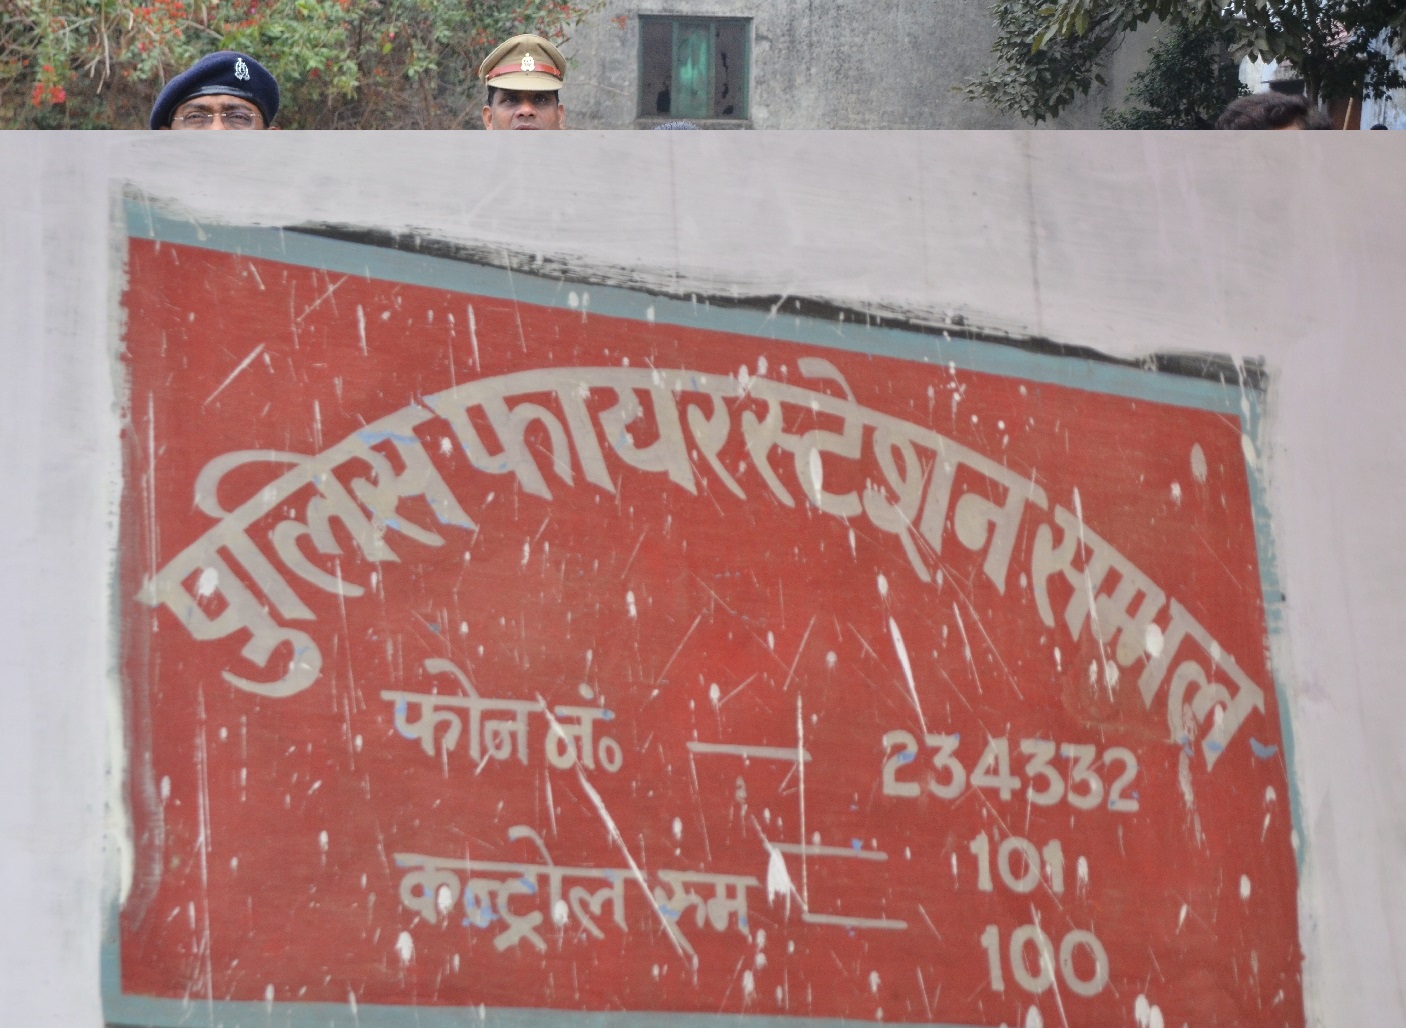 पुलिस फायर स्टेशन सम्भल
फोन नं० — 234332
— 101
कन्ट्रोल रुम — 100